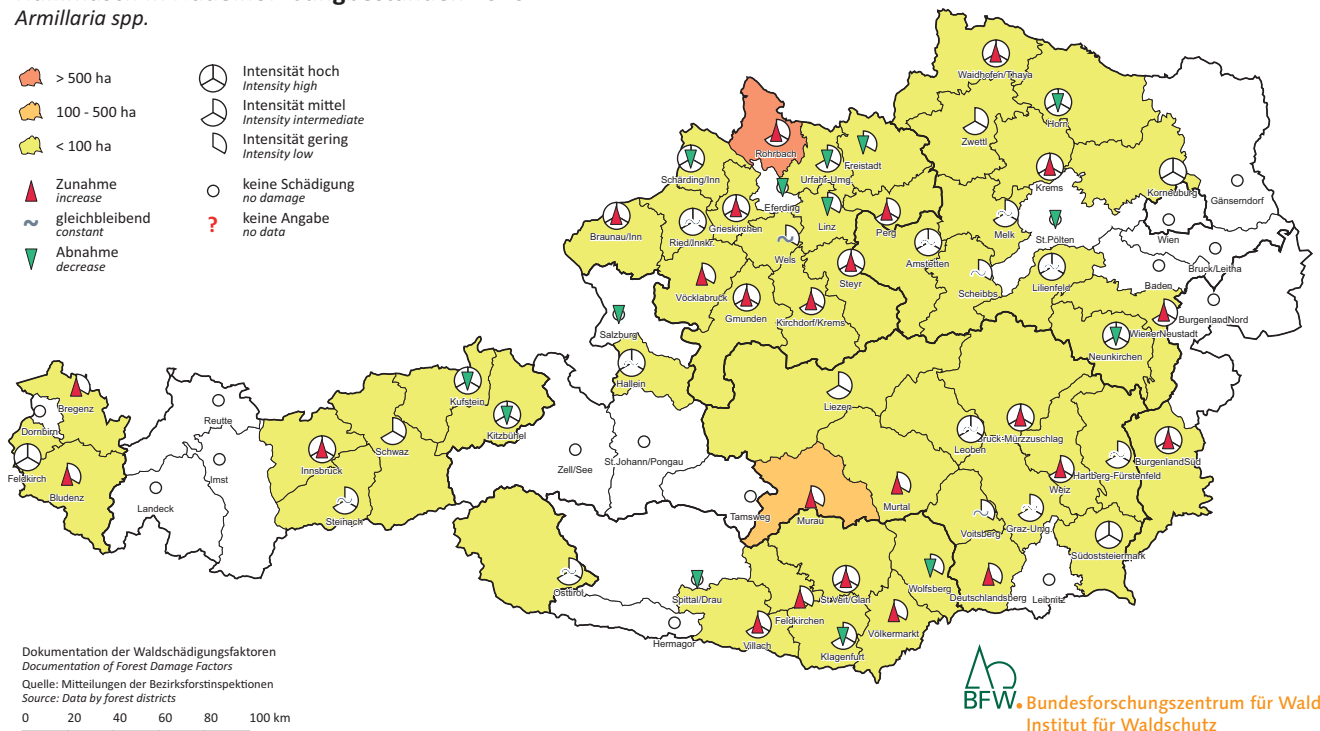 Armillaria spp.
> 500 ha
100 - 500 ha
< 100 ha
Zunahme
increase
gleichbleibend
constant
Abnahme
decrease
Intensität hoch
Intensity high
Intensität mittel
Intensity intermediate
Intensität gering
Intensity low
keine Schädigung
no damage
?
keine Angabe
no data
Waidhofen/Thaya
Horn
Zwettl
Rohrbach
Freistadt
Urfahr-Umg.
Schärding/Inn
Eferding
Krems
Korneuburg
Gänserndorf
Braunau/Inn
Ried/Innkr.
Grieskirchen
Linz
Perg
Melk
St.Pölten
Wien
Wels
Amstetten
Bruck/Leitha
Steyr
Scheibbs
Lilienfeld
Baden
Vöcklabruck
Gmunden
Kirchdorf/Krems
BurgenlandNord
WienerNeustadt
Salzburg
Neunkirchen
Hallein
Kufstein
Bregenz
Liezen
Reutte
Dornbirn
Kitzbühel
Bruck-Mürzzuschlag
Leoben
Schwaz
BurgenlandSüd
St.Johann/Pongau
Zell/See
Innsbruck
Feldkirch
Imst
Hartberg-Fürstenfeld
Weiz
Bludenz
Landeck
Murtal
Steinach
Tamsweg
Murau
Voitsberg
Graz-Umg.
Südoststeiermark
Osttirol
Spittal/Drau
St.Veit/Glan
Wolfsberg
Deutschlandsberg
Leibnitz
Feldkirchen
Völkermarkt
Hermagor
Villach
Klagenfurt
Dokumentation der Waldschädigungsfaktoren
Documentation of Forest Damage Factors
Quelle: Mitteilungen der Bezirksforstinspektionen
Source: Data by forest districts
0 20 40 60 80 100 km
BFW.
Bundesforschungszentrum für Wald
Institut für Waldschutz